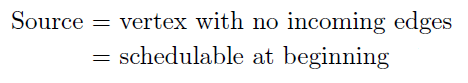 Source = vertex with no incoming edges
= schedulable at beginning